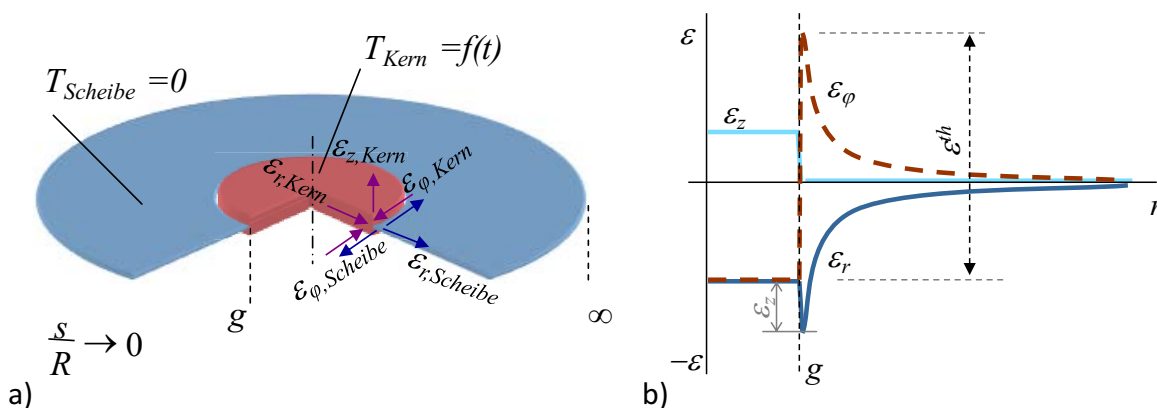 T_Kern =f(t)
T_Scheibe =0
ε_z,Kern
ε_r,Kern
ε_φ,Kern
ε_φ,Scheibe
ε_r,Scheibe
g
∞
s/R → 0
a)
ε
ε_φ
ε_z
ε^th
r
ε_r
ε_z
−ε
g
b)